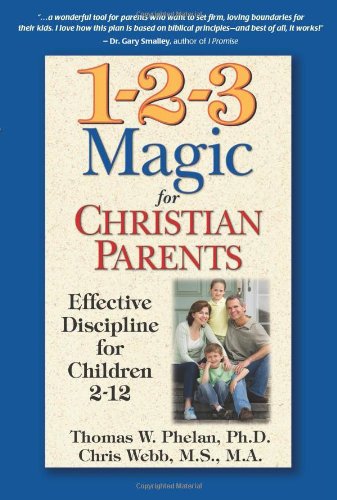 "...a wonderful tool for parents who want to set firm, loving boundaries for
their kids. I love how this plan is based on biblical principles—and best of all, it works!"
– Dr. Gary Smalley, author of I Promise
1-2-3
Magic
for
CHRISTIAN
PARENTS
Effective
Discipline
for
Children
2-12
Thomas W. Phelan, Ph.D.
Chris Webb, M.S., M.A.
Copyrighted Material